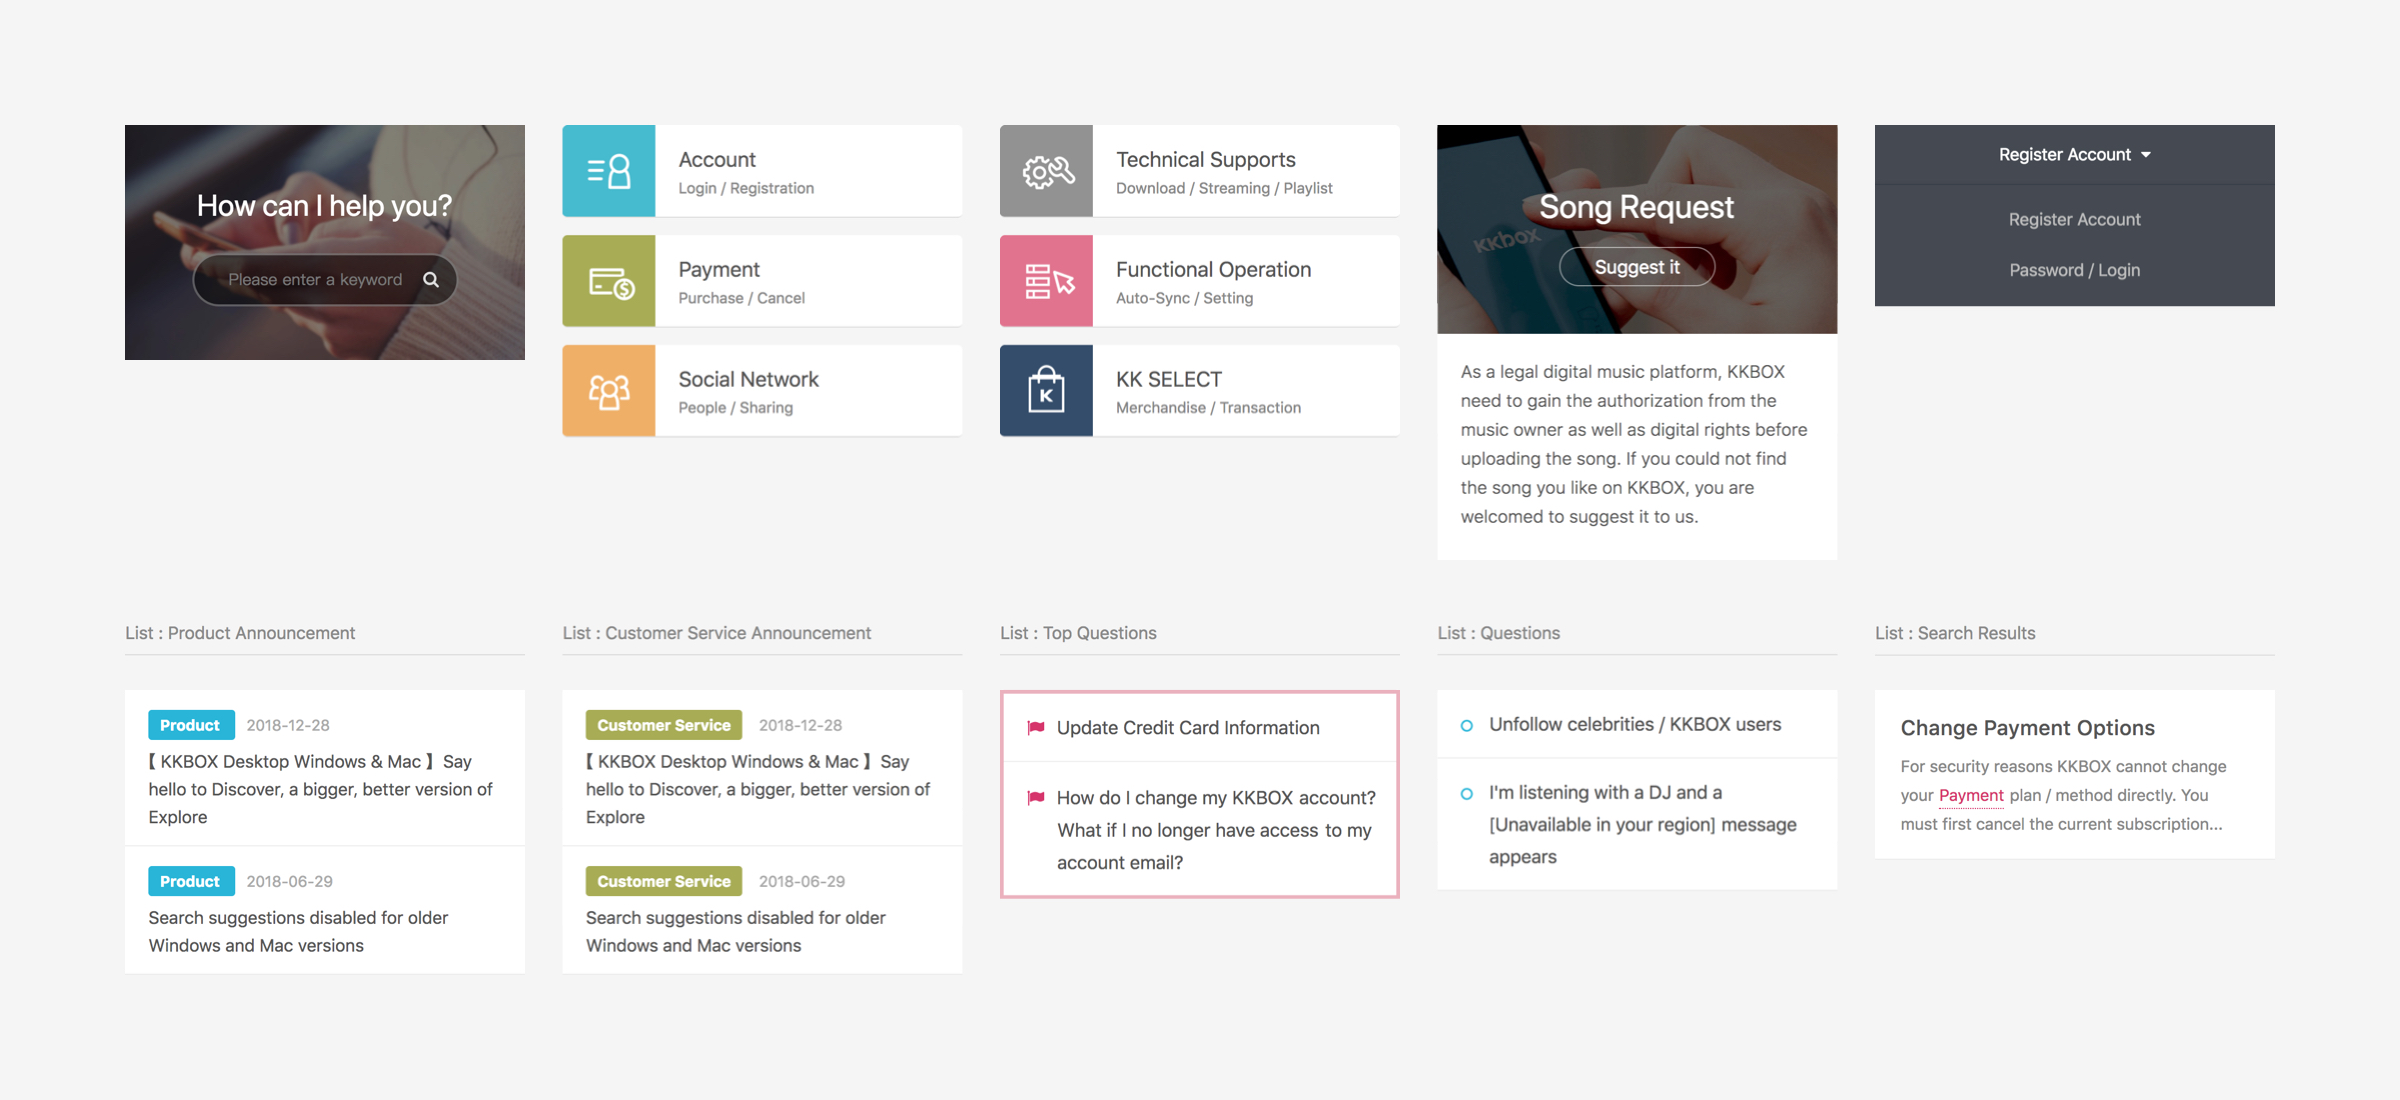 How can I help you?
Please enter a keyword
Account
Login / Registration
Payment
Purchase / Cancel
Social Network
People / Sharing
Technical Supports
Download / Streaming / Playlist
Functional Operation
Auto-Sync / Setting
K
KK SELECT
Merchandise / Transaction
Song Request
kkbox
Suggest it
As a legal digital music platform, KKBOX
need to gain the authorization from the
music owner as well as digital rights before
uploading the song. If you could not find
the song you like on KKBOX, you are
welcomed to suggest it to us.
Register Account
Register Account
Password / Login
List : Product Announcement
Product 2018-12-28
【 KKBOX Desktop Windows & Mac 】 Say
hello to Discover, a bigger, better version of
Explore
Product 2018-06-29
Search suggestions disabled for older
Windows and Mac versions
List : Customer Service Announcement
Customer Service 2018-12-28
【 KKBOX Desktop Windows & Mac 】 Say
hello to Discover, a bigger, better version of
Explore
Customer Service 2018-06-29
Search suggestions disabled for older
Windows and Mac versions
List : Top Questions
Update Credit Card Information
How do I change my KKBOX account?
What if I no longer have access to my
account email?
List : Questions
Unfollow celebrities / KKBOX users
I'm listening with a DJ and a
[Unavailable in your region] message
appears
List : Search Results
Change Payment Options
For security reasons KKBOX cannot change
your Payment plan / method directly. You
must first cancel the current subscription...